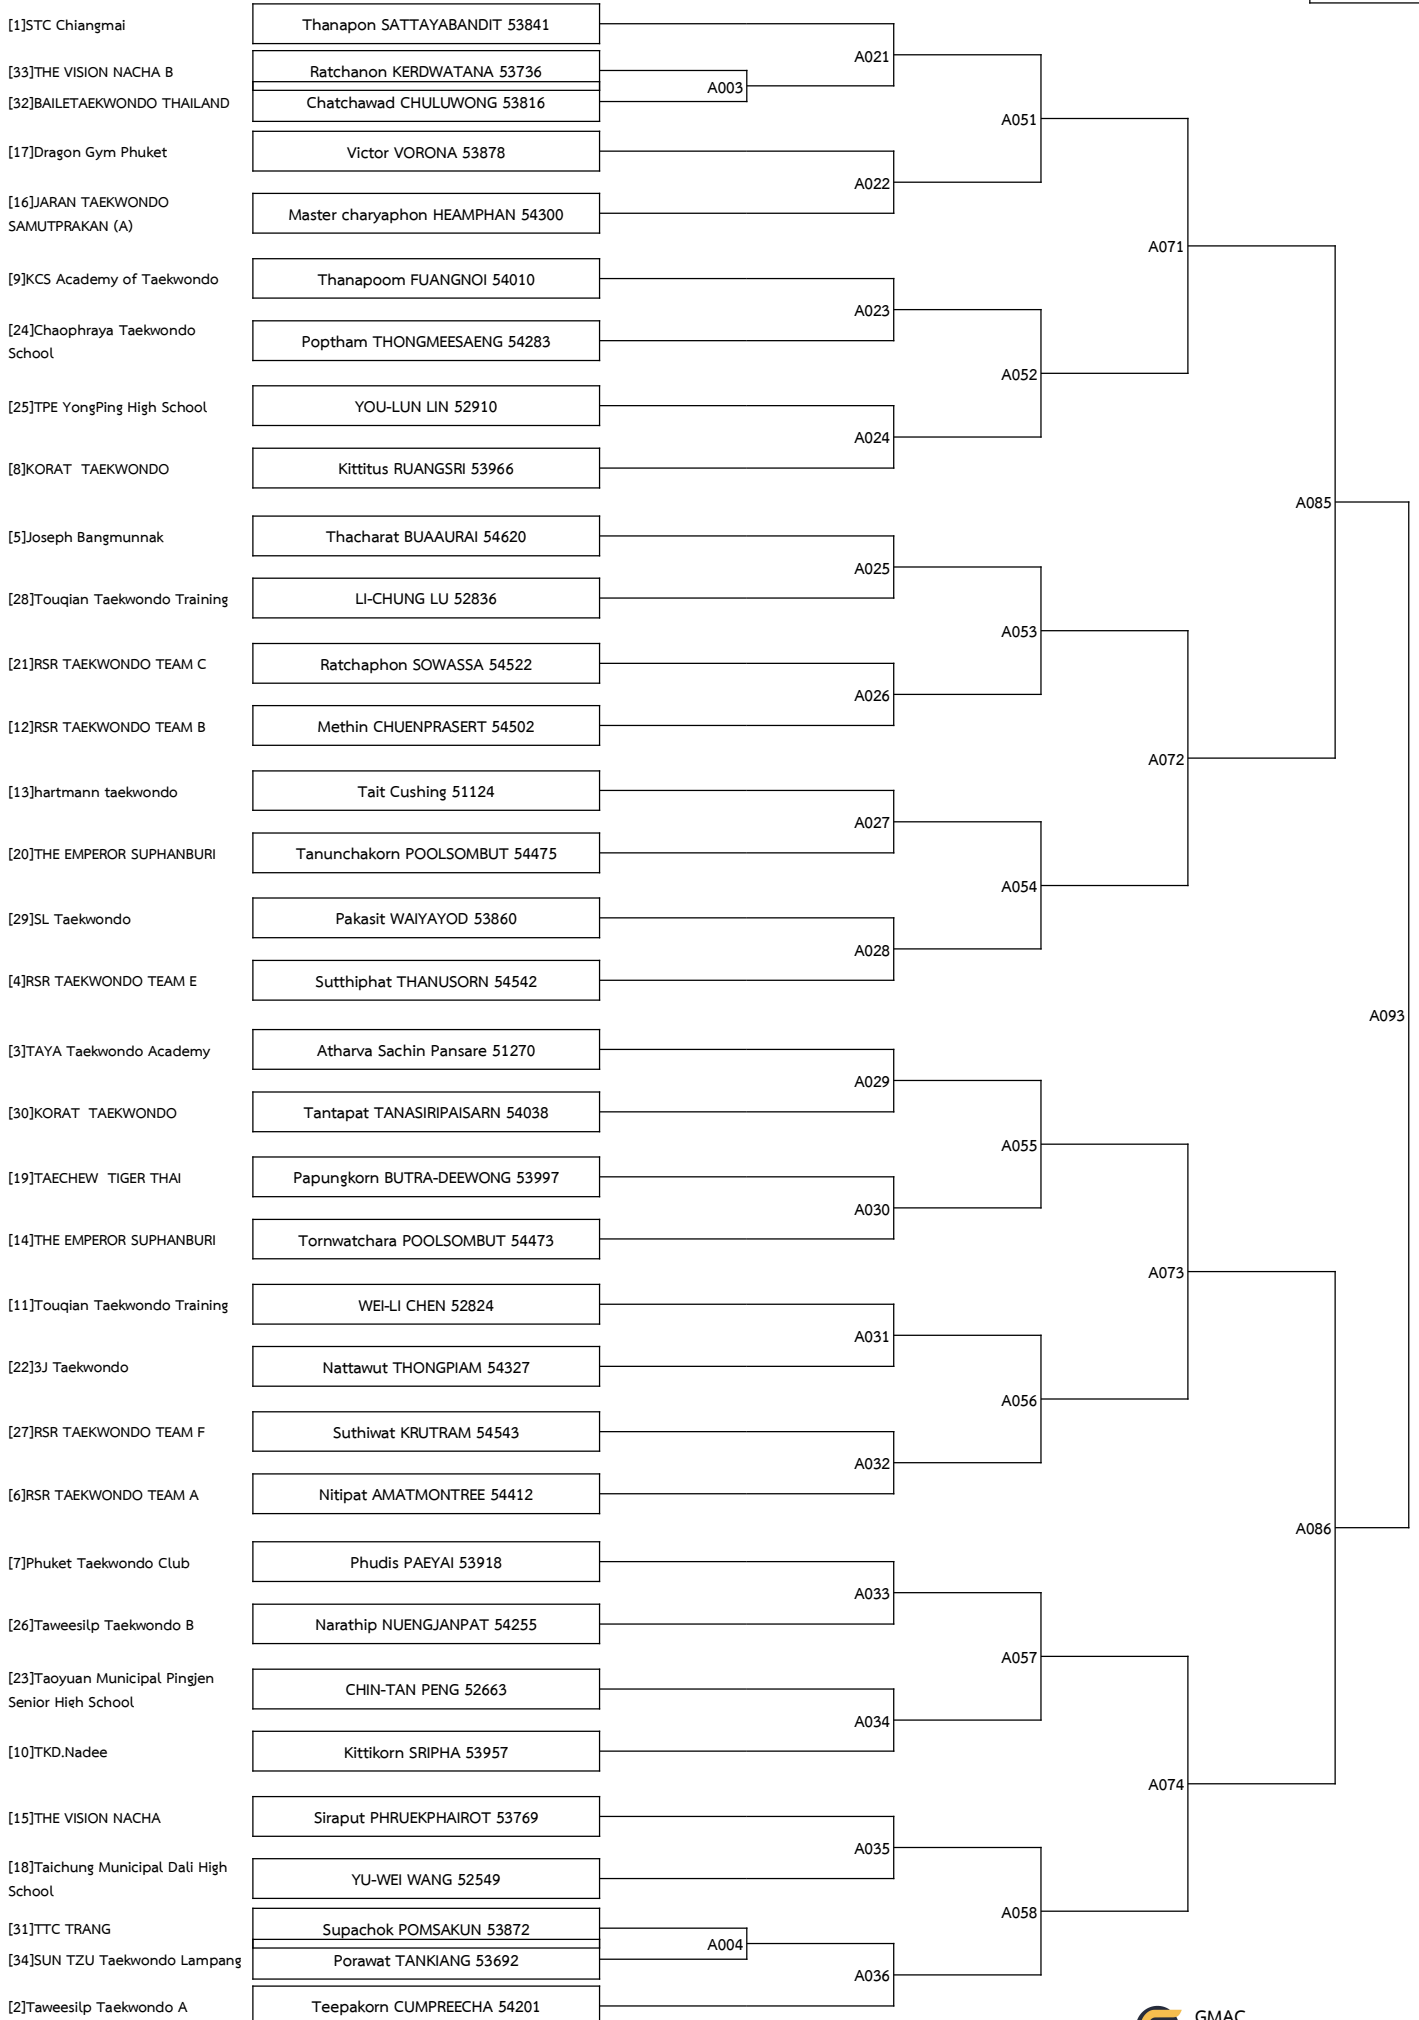 [1]STC Chiangmai
Thanapon SATTAYABANDIT 53841
A021
[33]THE VISION NACHA B
Ratchanon KERDWATANA 53736
A003
[32]BAILETAEKWONDO THAILAND
Chatchawad CHULUWONG 53816
A051
[17]Dragon Gym Phuket
Victor VORONA 53878
A022
[16]JARAN TAEKWONDO
SAMUTPRAKAN (A)
Master charyaphon HEAMPHAN 54300
A071
[9]KCS Academy of Taekwondo
Thanapoom FUANGNOI 54010
A023
[24]Chaophraya Taekwondo
School
Poptham THONGMEESAENG 54283
A052
[25]TPE YongPing High School
YOU-LUN LIN 52910
A024
[8]KORAT  TAEKWONDO
Kittitus RUANGSRI 53966
A085
[5]Joseph Bangmunnak
Thacharat BUAAURAI 54620
A025
[28]Touqian Taekwondo Training
LI-CHUNG LU 52836
A053
[21]RSR TAEKWONDO TEAM C
Ratchaphon SOWASSA 54522
A026
[12]RSR TAEKWONDO TEAM B
Methin CHUENPRASERT 54502
A072
[13]hartmann taekwondo
Tait Cushing 51124
A027
[20]THE EMPEROR SUPHANBURI
Tanunchakorn POOLSOMBUT 54475
A054
[29]SL Taekwondo
Pakasit WAIYAYOD 53860
A028
[4]RSR TAEKWONDO TEAM E
Sutthiphat THANUSORN 54542
A093
[3]TAYA Taekwondo Academy
Atharva Sachin Pansare 51270
A029
[30]KORAT  TAEKWONDO
Tantapat TANASIRIPAISARN 54038
A055
[19]TAECHEW  TIGER THAI
Papungkorn BUTRA-DEEWONG 53997
A030
[14]THE EMPEROR SUPHANBURI
Tornwatchara POOLSOMBUT 54473
A073
[11]Touqian Taekwondo Training
WEI-LI CHEN 52824
A031
[22]3J Taekwondo
Nattawut THONGPIAM 54327
A056
[27]RSR TAEKWONDO TEAM F
Suthiwat KRUTRAM 54543
A032
[6]RSR TAEKWONDO TEAM A
Nitipat AMATMONTREE 54412
A086
[7]Phuket Taekwondo Club
Phudis PAEYAI 53918
A033
[26]Taweesilp Taekwondo B
Narathip NUENGJANPAT 54255
A057
[23]Taoyuan Municipal Pingjen
Senior High School
CHIN-TAN PENG 52663
A034
[10]TKD.Nadee
Kittikorn SRIPHA 53957
A074
[15]THE VISION NACHA
Siraput PHRUEKPHAIROT 53769
A035
[18]Taichung Municipal Dali High
School
YU-WEI WANG 52549
A058
[31]TTC TRANG
Supachok POMSAKUN 53872
A004
[34]SUN TZU Taekwondo Lampang
Porawat TANKIANG 53692
A036
[2]Taweesilp Taekwondo A
Teepakorn CUMPREECHA 54201
GMAC